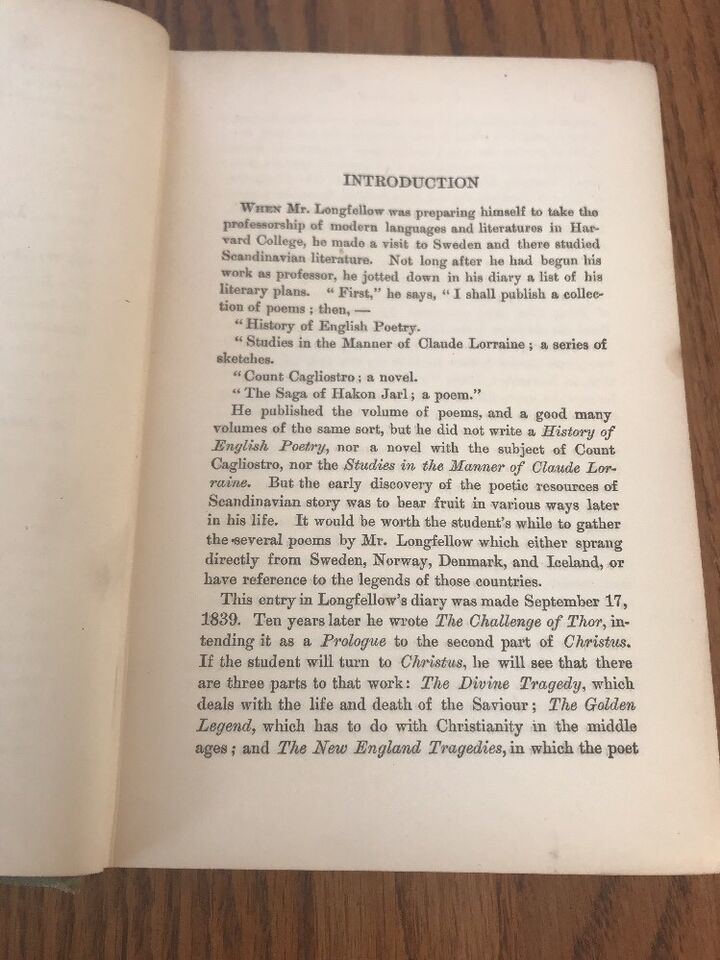 INTRODUCTION
WHEN Mr. Longfellow was preparing himself to take the
professorship of modern languages and literatures in Har-
vard College, he made a visit to Sweden and there studied
Scandinavian literature. Not long after he had begun his
work as professor, he jotted down in his diary a list of his
literary plans. "First," he says, "I shall publish a collec-
tion of poems; then, —
"History of English Poetry.
"Studies in the Manner of Claude Lorraine; a series of
sketches.
"Count Cagliostro; a novel.
"The Saga of Hakon Jarl; a poem."
He published the volume of poems, and a good many
volumes of the same sort, but he did not write a History of
English Poetry, nor a novel with the subject of Count
Cagliostro, nor the Studies in the Manner of Claude Lor-
raine. But the early discovery of the poetic resources of
Scandinavian story was to bear fruit in various ways later
in his life. It would be worth the student's while to gather
the several poems by Mr. Longfellow which either sprang
directly from Sweden, Norway, Denmark, and Iceland, or
have reference to the legends of those countries.
This entry in Longfellow's diary was made September 17,
1839. Ten years later he wrote The Challenge of Thor, in-
tending it as a Prologue to the second part of Christus.
If the student will turn to Christus, he will see that there
are three parts to that work: The Divine Tragedy, which
deals with the life and death of the Saviour; The Golden
Legend, which has to do with Christianity in the middle
ages; and The New England Tragedies, in which the poet